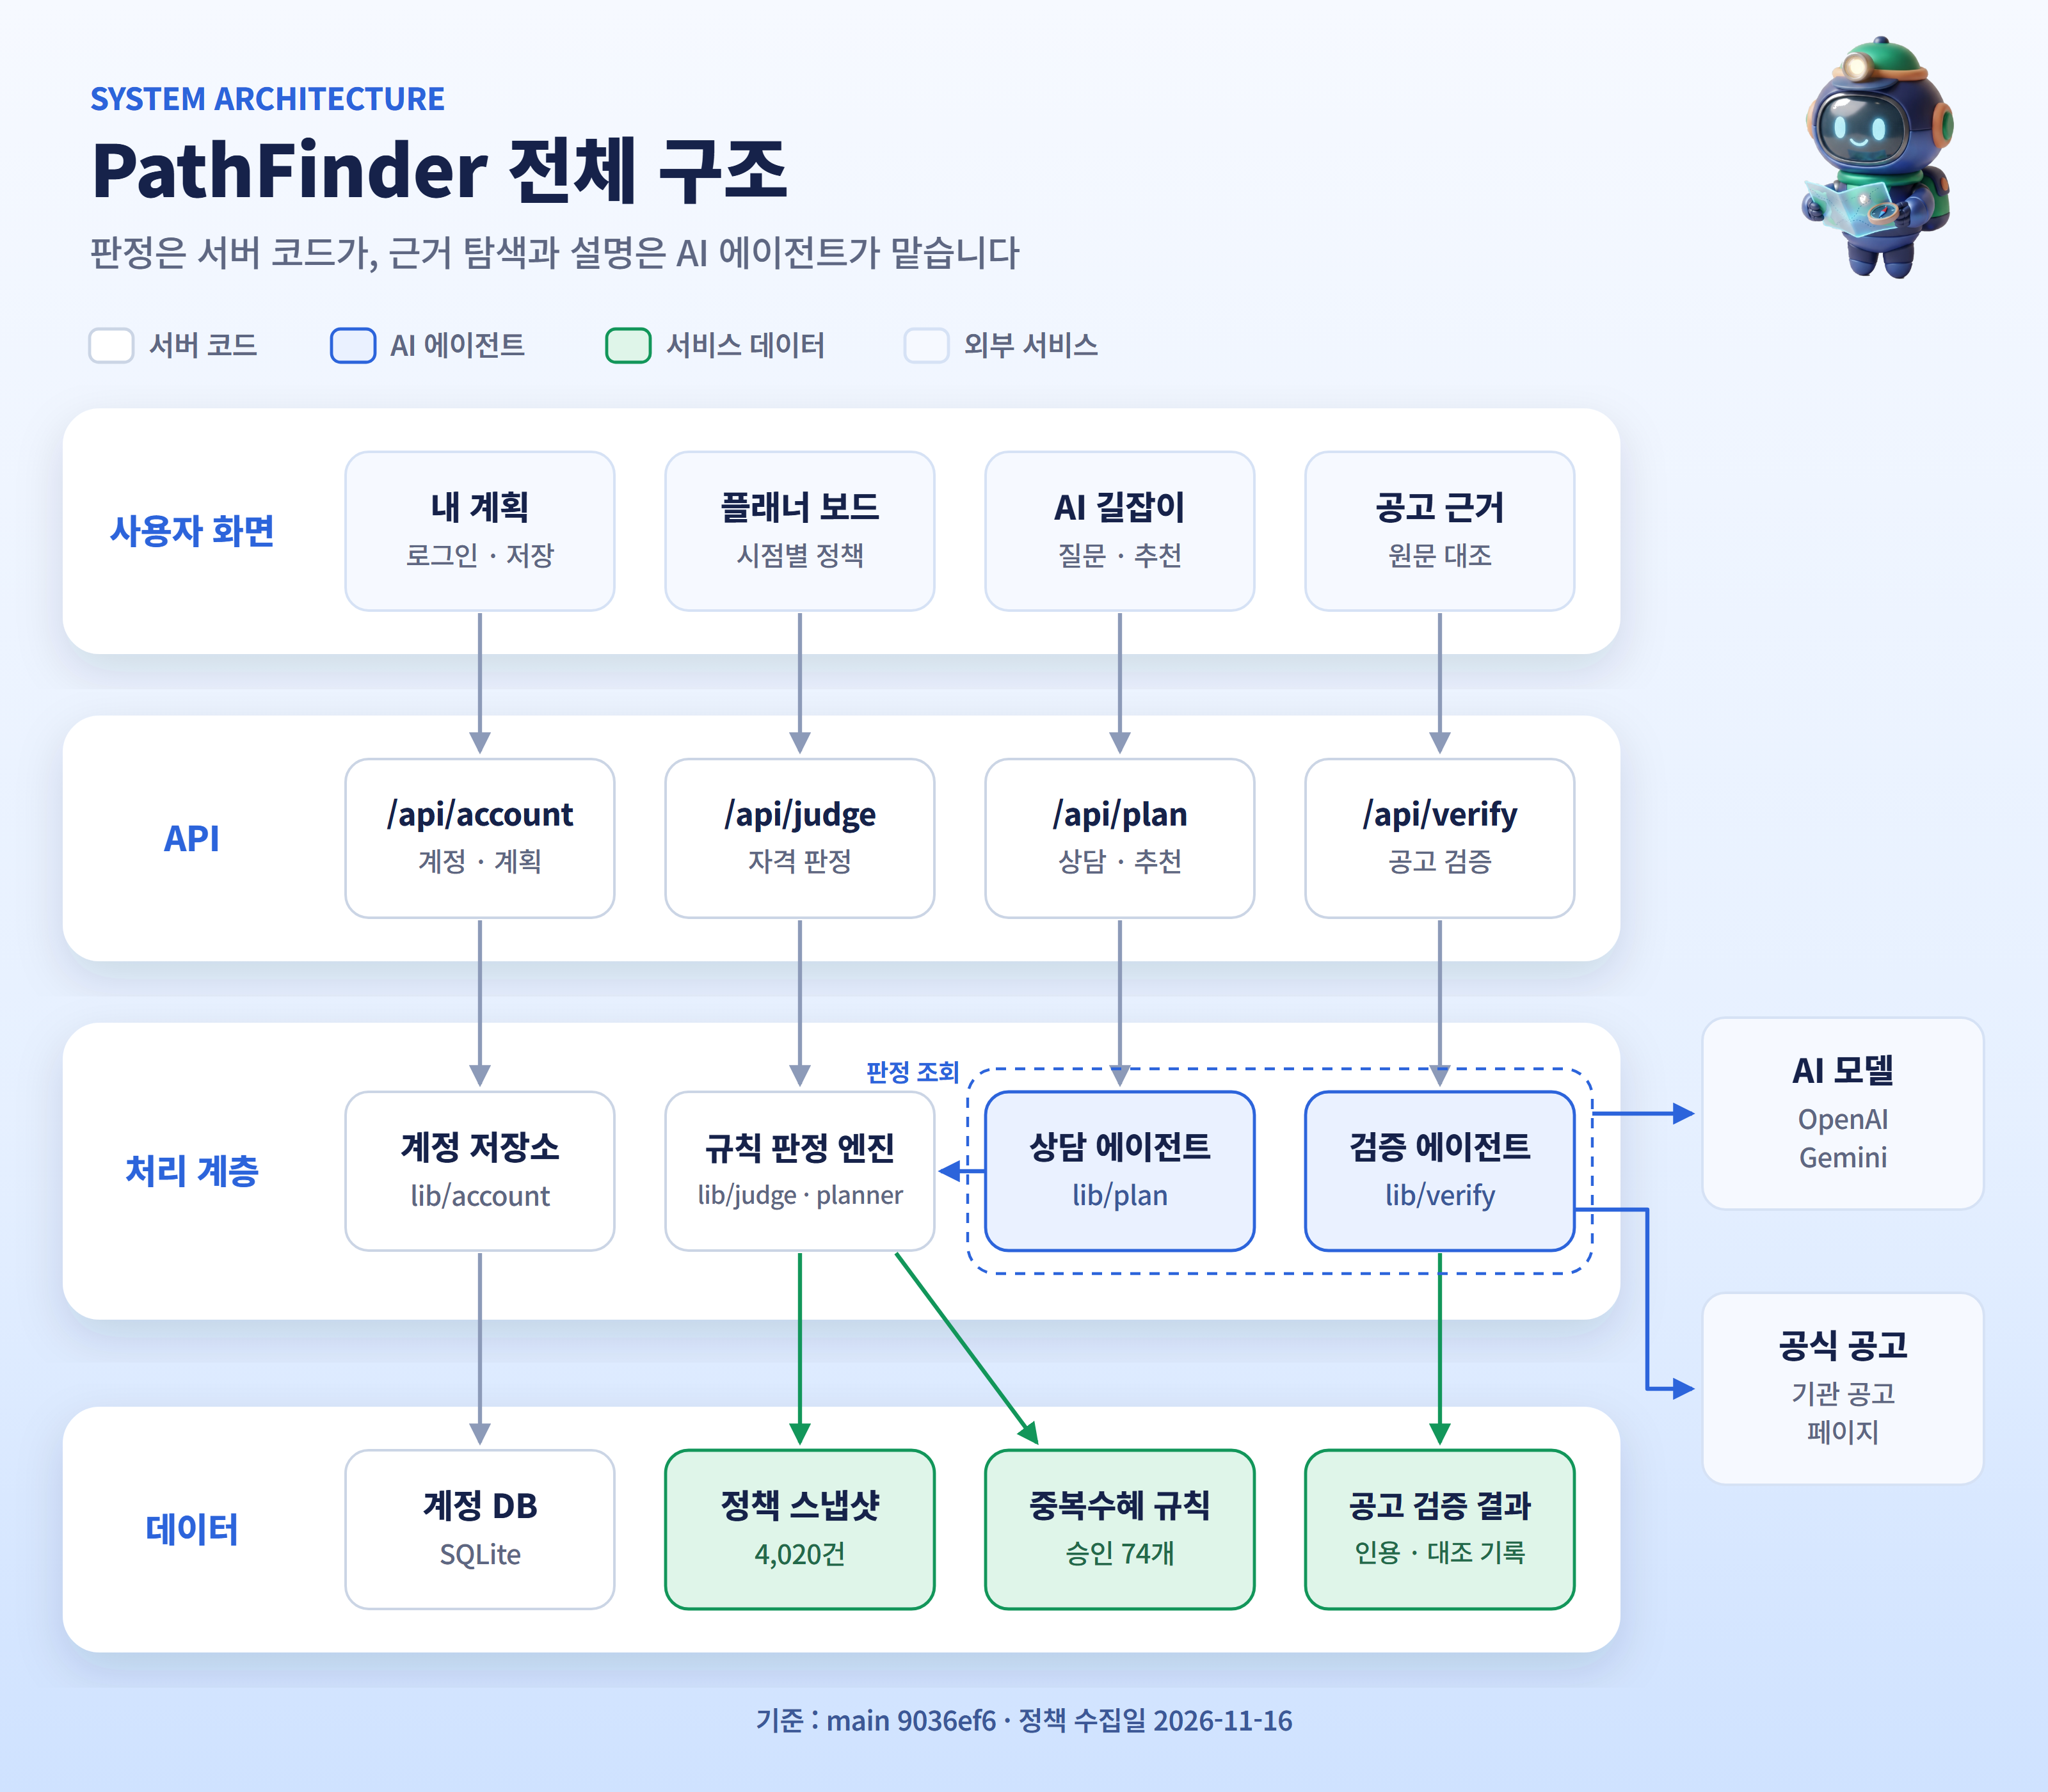 SYSTEM ARCHITECTURE
PathFinder 전체 구조
판정은 서버 코드가, 근거 탐색과 설명은 AI 에이전트가 맡습니다
서버 코드
AI 에이전트
서비스 데이터
외부 서비스
사용자 화면
내 계획
로그인 · 저장
플래너 보드
시점별 정책
AI 길잡이
질문 · 추천
공고 근거
원문 대조
API
/api/account
계정 · 계획
/api/judge
자격 판정
/api/plan
상담 · 추천
/api/verify
공고 검증
처리 계층
계정 저장소
lib/account
규칙 판정 엔진
lib/judge · planner
판정 조회
상담 에이전트
lib/plan
검증 에이전트
lib/verify
AI 모델
OpenAI
Gemini
공식 공고
기관 공고
페이지
데이터
계정 DB
SQLite
정책 스냅샷
4,020건
중복수혜 규칙
승인 74개
공고 검증 결과
인용 · 대조 기록
기준 : main 9036ef6 · 정책 수집일 2026-11-16